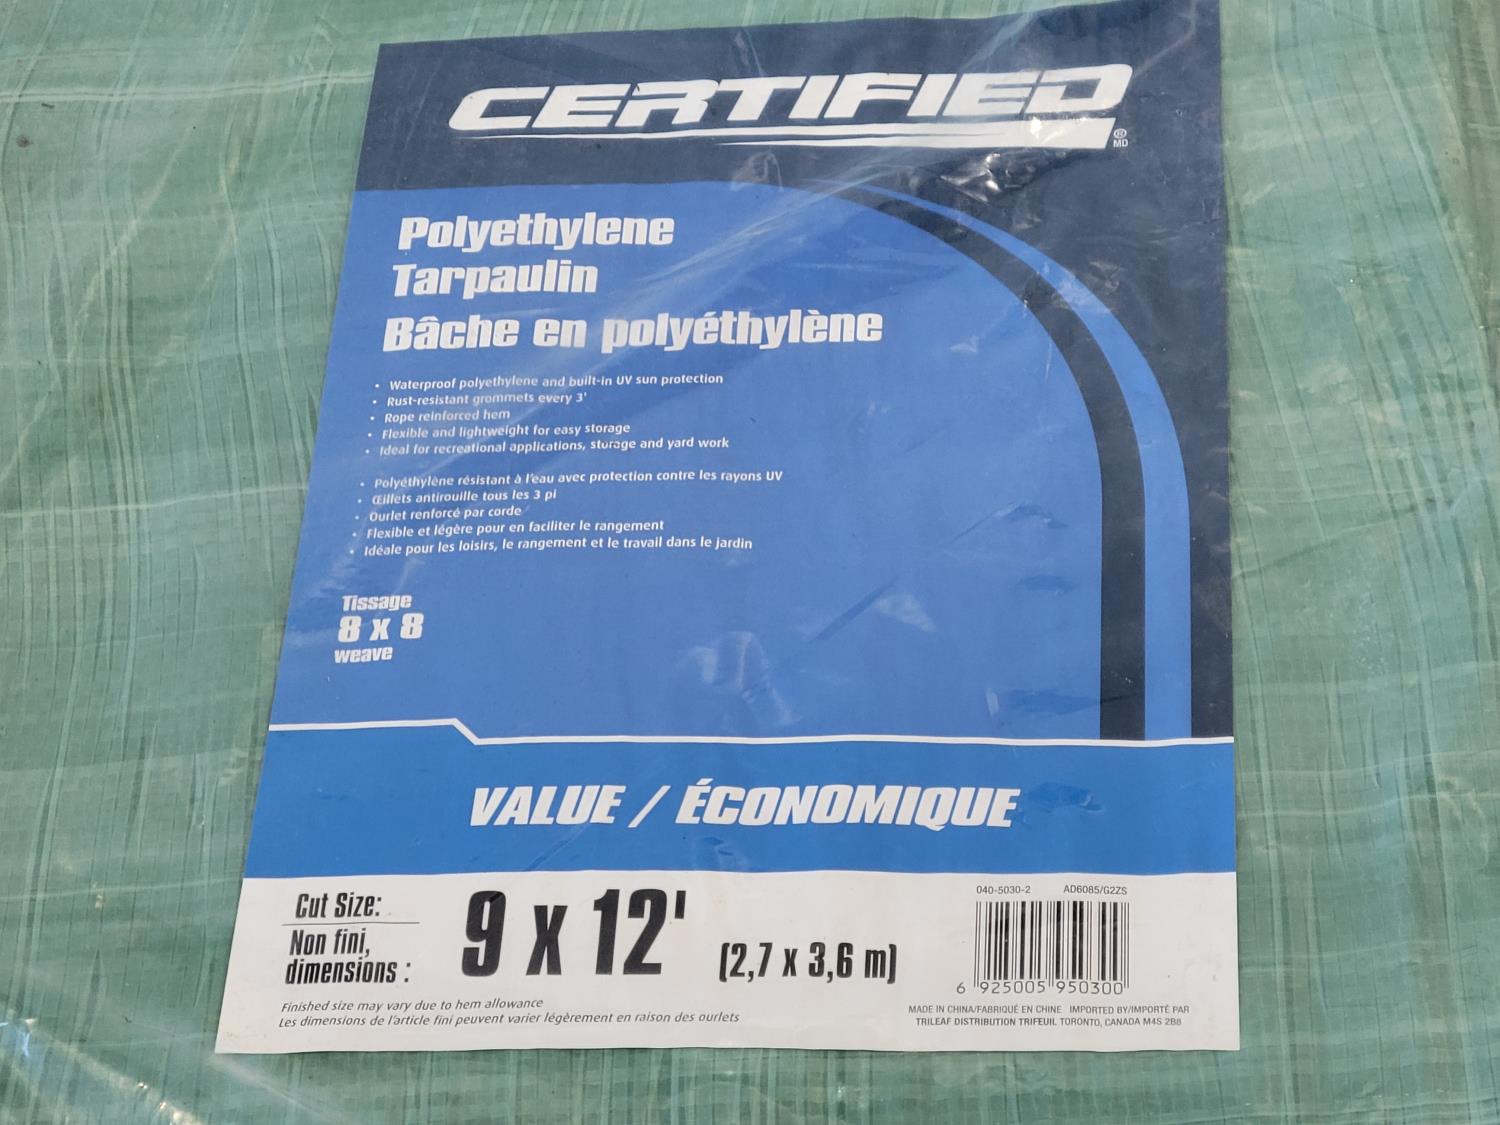 CERTIFIED
® MD
Polyethylene
Tarpaulin
Bâche en polyéthylène
• Waterproof polyethylene and built-in UV sun protection
• Rust-resistant grommets every 3'
• Rope reinforced hem
• Flexible and lightweight for easy storage
• Ideal for recreational applications, storage and yard work
• Polyéthylène résistant à l'eau avec protection contre les rayons UV
• Œillets antirouille tous les 3 pi
• Ourlet renforcé par corde
• Flexible et légère pour en faciliter le rangement
• Idéale pour les loisirs, le rangement et le travail dans le jardin
Tissage
8 x 8
weave
VALUE / ÉCONOMIQUE
Cut Size:
Non fini,
dimensions :
9 x 12'
(2,7 x 3,6 m)
Finished size may vary due to hem allowance
Les dimensions de l'article fini peuvent varier légèrement en raison des ourlets
040-5030-2 AD6085/G2ZS
6 925005 950300
MADE IN CHINA/FABRIQUÉ EN CHINE IMPORTED BY/IMPORTÉ PAR
TRILEAF DISTRIBUTION TRIFEUIL TORONTO, CANADA M4S 2B8